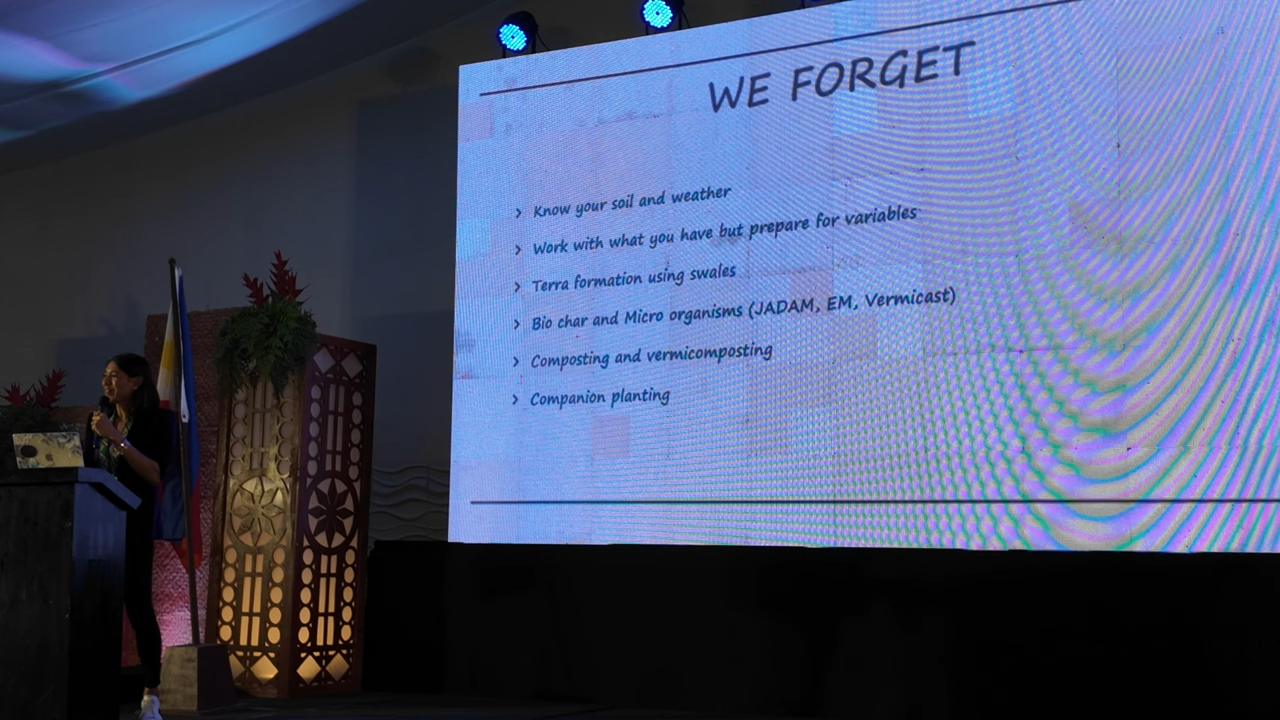 WE FORGET
> Know your soil and weather
> Work with what you have but prepare for variables
> Terra formation using swales
> Bio char and Micro organisms (JADAM, EM, Vermicast)
> Composting and vermicomposting
> Companion planting